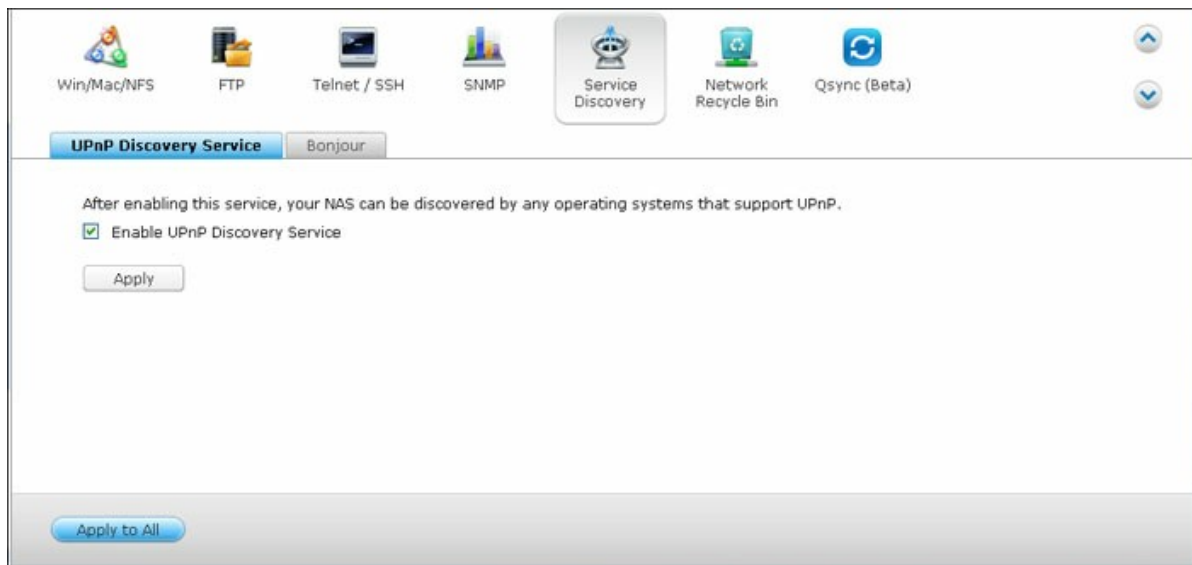 Win/Mac/NFS
FTP
Telnet / SSH
SNMP
Service
Discovery
Network
Recycle Bin
Qsync (Beta)
UPnP Discovery Service
Bonjour
After enabling this service, your NAS can be discovered by any operating systems that support UPnP.
Enable UPnP Discovery Service
Apply
Apply to All